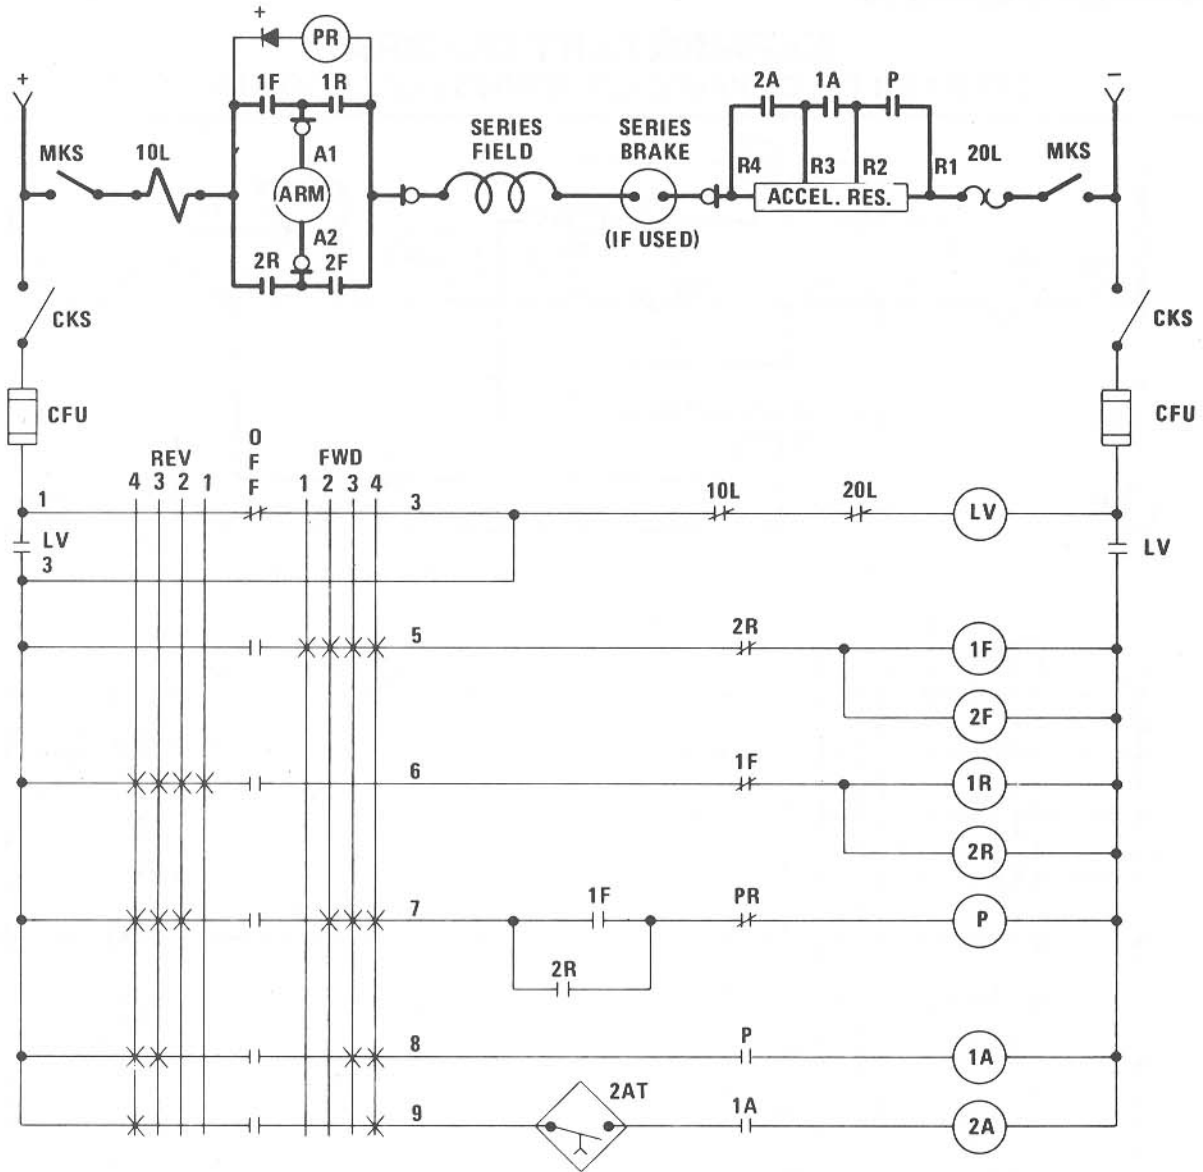 + PR
+ 1F 1R 2A 1A P −
MKS 10L A1 SERIES FIELD SERIES BRAKE R4 R3 R2 R1 20L MKS
ARM ACCEL. RES.
A2 (IF USED)
2R 2F
CKS CKS
CFU CFU
REV OFF FWD
4 3 2 1 1 2 3 4
1 3 10L 20L LV
LV LV
3
5 2R 1F
2F
6 1F 1R
2R
7 1F PR P
2R
8 P 1A
2AT
9 1A 2A